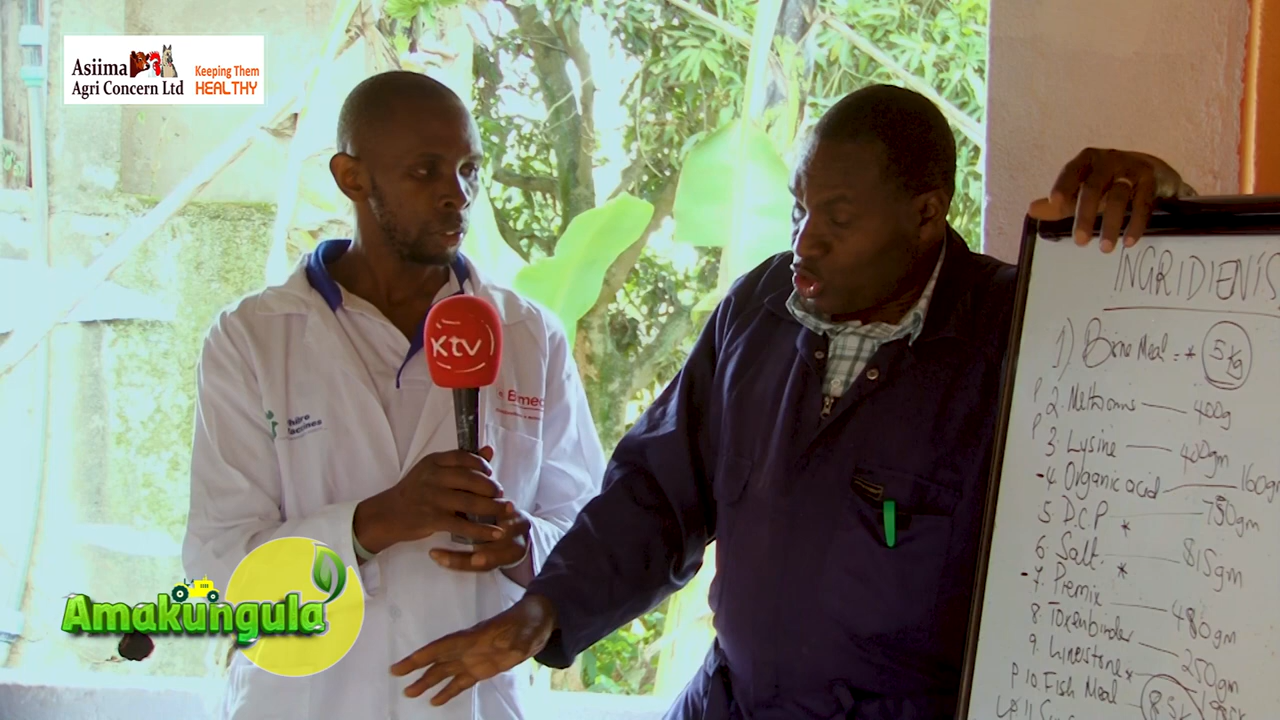 Asiima
Agri Concern Ltd
Keeping Them
HEALTHY
Ktv
INGRIDIENTS
1) Bone Meal = * 5kg
P 2. Methioms 400g
P 3. Lysine 400gm
-4. Organic acid 160gm
5. D.C.P * 750gm
6. Salt. * 815gm
-7. Premix 480gm
8. Toxenbinder 250gm
9. Limestone *
P 10. Fish Meal
Amakungula